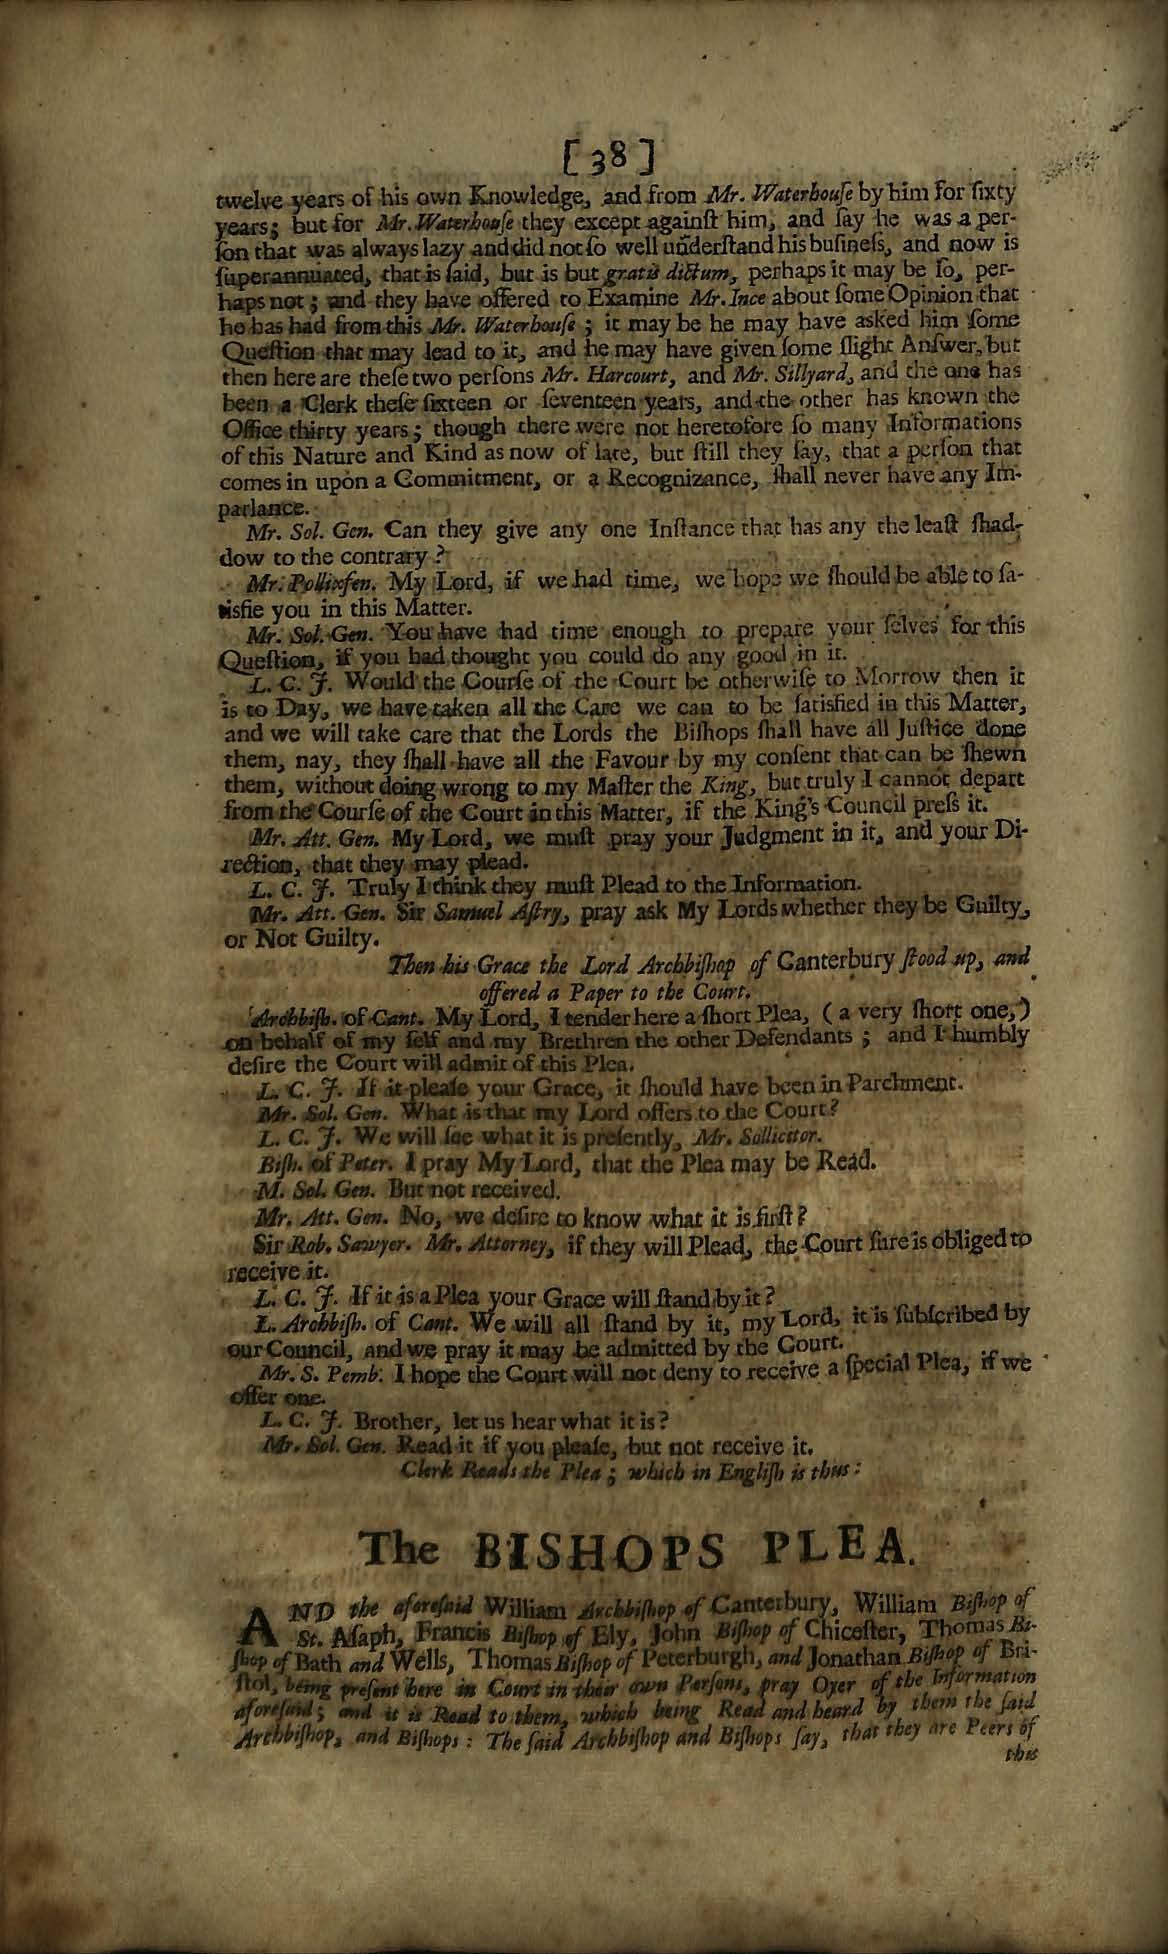 [38]
twelve years of his own Knowledge, and from Mr. Waterhouſe by him for ſixty
years; but for Mr. Waterhouſe they except againſt him, and ſay he was a per-
ſon that was always lazy and did not ſo well underſtand his buſineſs, and now is
ſuperannuated, that is ſaid, but is but gratis dictum, perhaps it may be ſo, per-
haps not; and they have offered to Examine Mr. Ince about ſome Opinion that
he has had from this Mr. Waterhouſe; it may be he may have asked him ſome
Queſtion that may lead to it, and he may have given ſome ſlight Anſwer, but
then here are theſe two perſons Mr. Harcourt, and Mr. Sillyard, and the one has
been a Clerk theſe ſixteen or ſeventeen years, and the other has known the
Office thirty years; though there were not heretofore ſo many Informations
of this Nature and Kind as now of late, but ſtill they ſay, that a perſon that
comes in upon a Commitment, or a Recognizance, ſhall never have any Im-
parlance.
Mr. Sol. Gen. Can they give any one Inſtance that has any the leaſt ſhad-
dow to the contrary?
Mr. Pollixfen. My Lord, if we had time, we hope we ſhould be able to ſa-
tisfie you in this Matter.
Mr. Sol. Gen. You have had time enough to prepare your ſelves for this
Queſtion, if you had thought you could do any good in it.
L. C. J. Would the Courſe of the Court be otherwiſe to Morrow then it
is to Day, we have taken all the Care we can to be ſatisfied in this Matter,
and we will take care that the Lords the Biſhops ſhall have all Juſtice done
them, nay, they ſhall have all the Favour by my conſent that can be ſhewn
them, without doing wrong to my Maſter the King, but truly I cannot depart
from the Courſe of the Court in this Matter, if the King's Council preſs it.
Mr. Att. Gen. My Lord, we muſt pray your Judgment in it, and your Di-
rection, that they may plead.
L. C. J. Truly I think they muſt Plead to the Information.
Mr. Att. Gen. Sir Samuel Aſtry, pray ask My Lords whether they be Guilty,
or Not Guilty.
Then his Grace the Lord Archbiſhop of Canterbury ſtood up, and
offered a Paper to the Court.
Archbiſh. of Cant. My Lord, I tender here a ſhort Plea, (a very ſhort one,)
on behalf of my ſelf and my Brethren the other Defendants; and I humbly
deſire the Court will admit of this Plea.
L. C. J. If it pleaſe your Grace, it ſhould have been in Parchment.
Mr. Sol. Gen. What is that my Lord offers to the Court?
L. C. J. We will ſee what it is preſently, Mr. Sollicitor.
Biſh. of Peter. I pray My Lord, that the Plea may be Read.
M. Sol. Gen. But not received.
Mr. Att. Gen. No, we deſire to know what it is firſt?
Sir Rob. Sawyer. Mr. Attorney, if they will Plead, the Court ſure is obliged to
receive it.
L. C. J. If it is a Plea your Grace will ſtand by it?
L. Archbiſh. of Cant. We will all ſtand by it, my Lord, it is ſubſcribed by
our Council, and we pray it may be admitted by the Court.
Mr. S. Pemb. I hope the Court will not deny to receive a ſpecial Plea, if we
offer one.
L. C. J. Brother, let us hear what it is?
Mr. Sol. Gen. Read it if you pleaſe, but not receive it.
Clerk Reads the Plea; which in Engliſh is thus:
The BISHOPS PLEA.
AND the aforeſaid William Archbiſhop of Canterbury, William Biſhop of
St. Aſaph, Francis Biſhop of Ely, John Biſhop of Chiceſter, Thomas Bi-
ſhop of Bath and Wells, Thomas Biſhop of Peterburgh, and Jonathan Biſhop of Bri-
ſtol, being preſent here in Court in their own Perſons, pray Oyer of the Information
aforeſaid; and it is Read to them, which being Read and heard by them the ſaid
Archbiſhop, and Biſhops: The ſaid Archbiſhop and Biſhops ſay, that they are Peers of
this